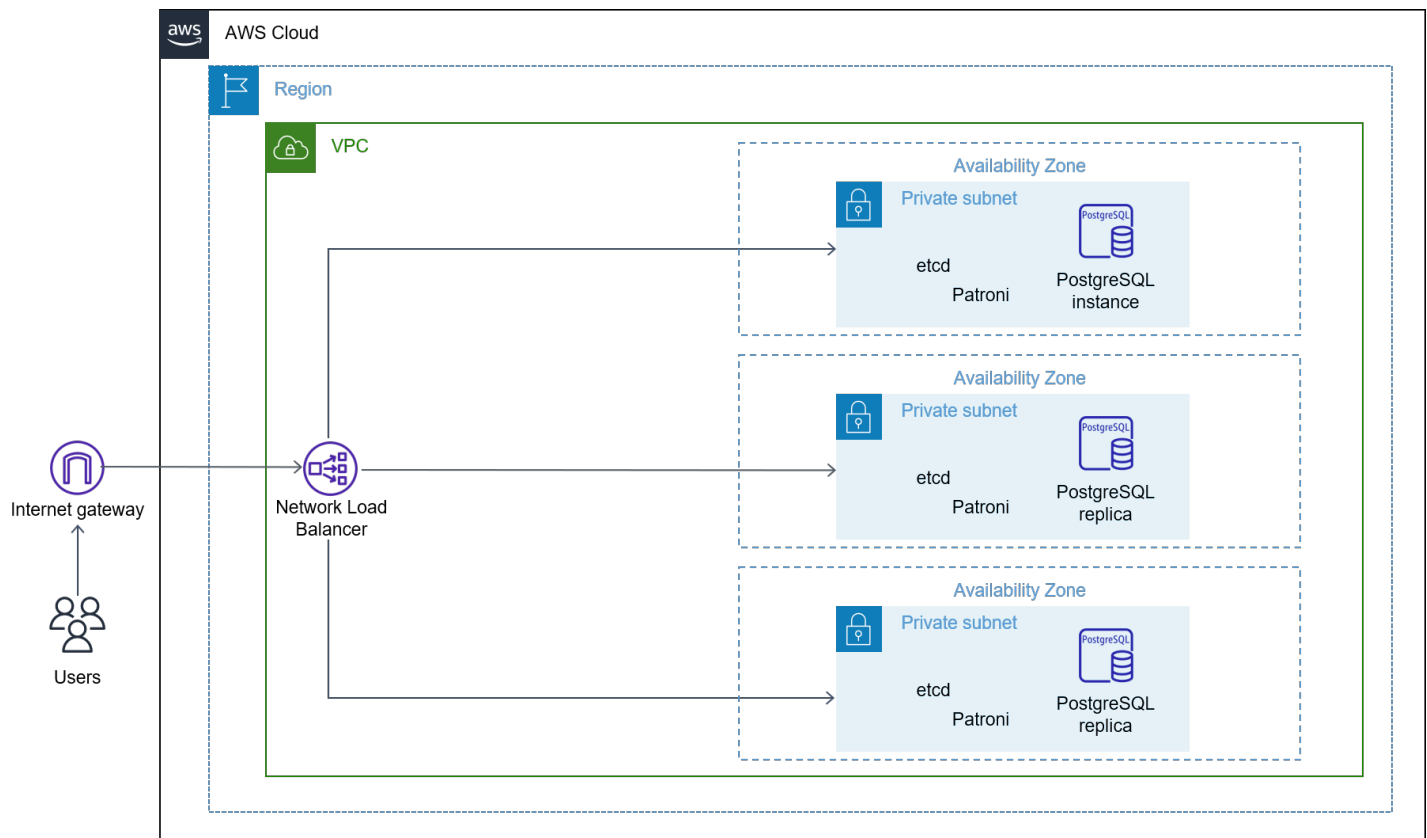 aws
AWS Cloud
Region
VPC
Availability Zone
Private subnet
PostgreSQL
etcd
Patroni
PostgreSQL
instance
Availability Zone
Private subnet
PostgreSQL
etcd
Patroni
PostgreSQL
replica
Internet gateway
Network Load
Balancer
Availability Zone
Private subnet
PostgreSQL
etcd
Patroni
PostgreSQL
replica
Users